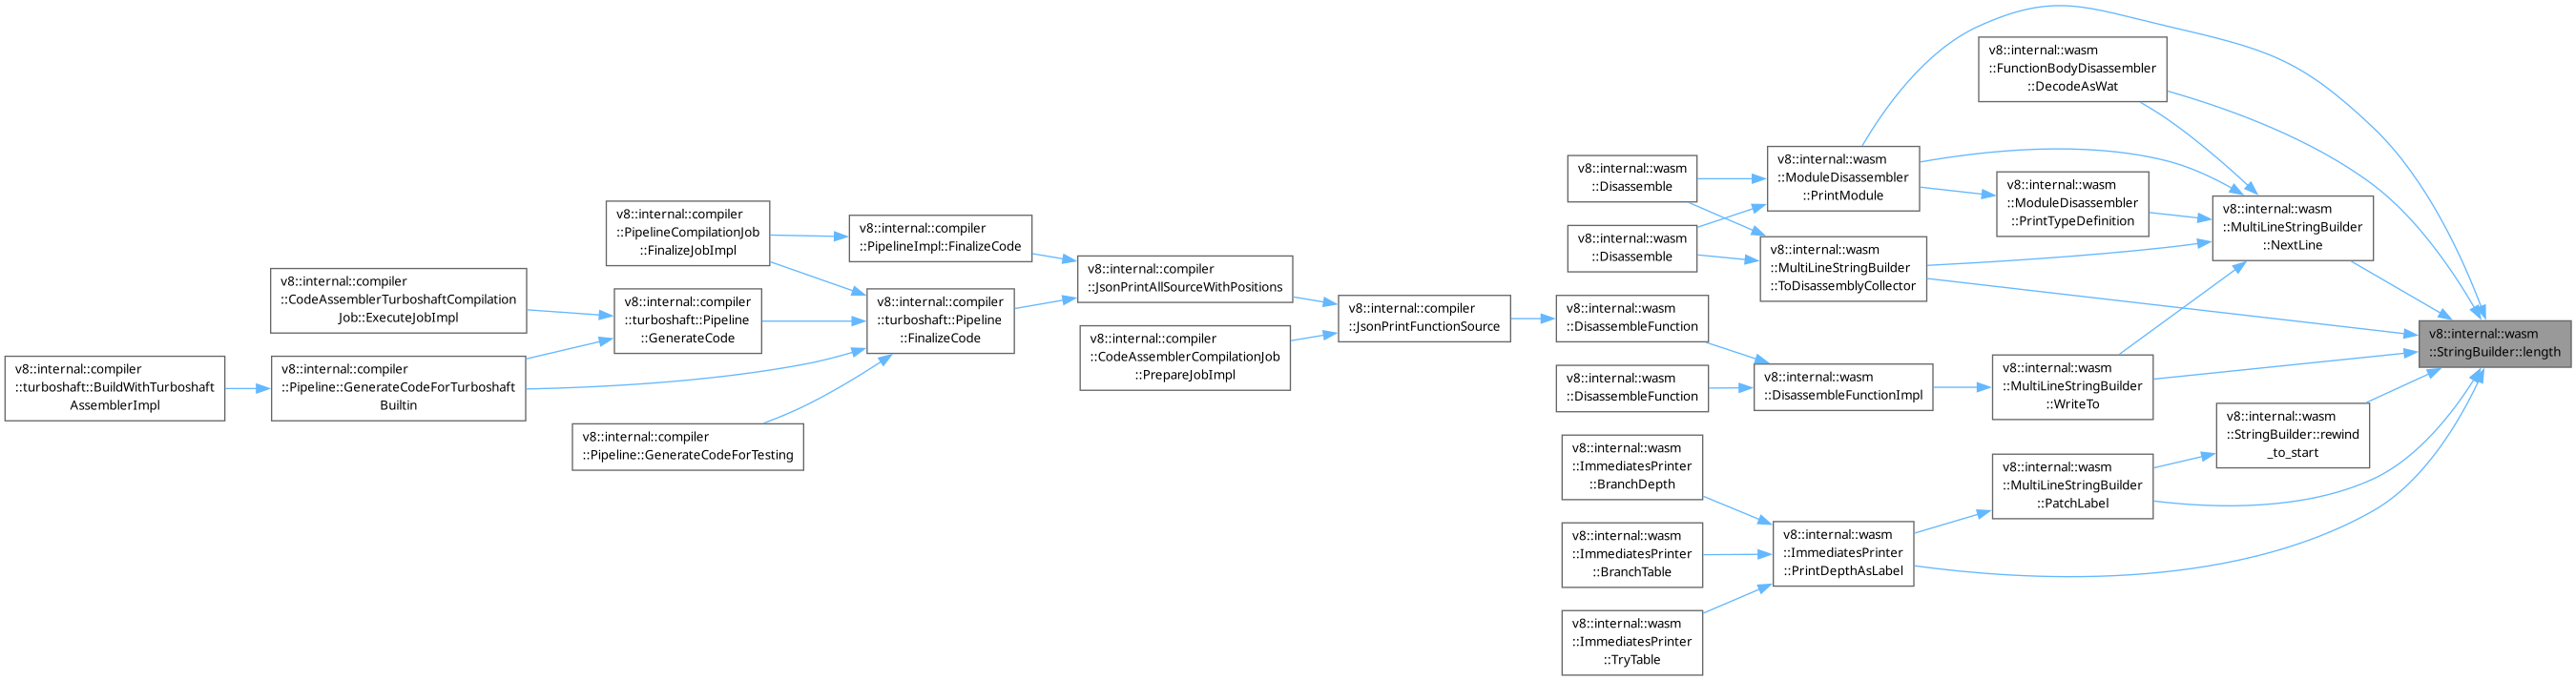 v8::internal::wasm
::FunctionBodyDisassembler
::DecodeAsWat
v8::internal::wasm
::Disassemble
v8::internal::wasm
::ModuleDisassembler
::PrintModule
v8::internal::wasm
::ModuleDisassembler
::PrintTypeDefinition
v8::internal::wasm
::MultiLineStringBuilder
::NextLine
v8::internal::compiler
::PipelineCompilationJob
::FinalizeJobImpl
v8::internal::compiler
::PipelineImpl::FinalizeCode
v8::internal::wasm
::Disassemble
v8::internal::wasm
::MultiLineStringBuilder
::ToDisassemblyCollector
v8::internal::compiler
::CodeAssemblerTurboshaftCompilation
Job::ExecuteJobImpl
v8::internal::compiler
::turboshaft::Pipeline
::GenerateCode
v8::internal::compiler
::turboshaft::Pipeline
::FinalizeCode
v8::internal::compiler
::JsonPrintAllSourceWithPositions
v8::internal::compiler
::JsonPrintFunctionSource
v8::internal::wasm
::DisassembleFunction
v8::internal::wasm
::StringBuilder::length
v8::internal::compiler
::turboshaft::BuildWithTurboshaft
AssemblerImpl
v8::internal::compiler
::Pipeline::GenerateCodeForTurboshaft
Builtin
v8::internal::compiler
::CodeAssemblerCompilationJob
::PrepareJobImpl
v8::internal::wasm
::DisassembleFunction
v8::internal::wasm
::DisassembleFunctionImpl
v8::internal::wasm
::MultiLineStringBuilder
::WriteTo
v8::internal::compiler
::Pipeline::GenerateCodeForTesting
v8::internal::wasm
::StringBuilder::rewind
_to_start
v8::internal::wasm
::ImmediatesPrinter
::BranchDepth
v8::internal::wasm
::MultiLineStringBuilder
::PatchLabel
v8::internal::wasm
::ImmediatesPrinter
::BranchTable
v8::internal::wasm
::ImmediatesPrinter
::PrintDepthAsLabel
v8::internal::wasm
::ImmediatesPrinter
::TryTable